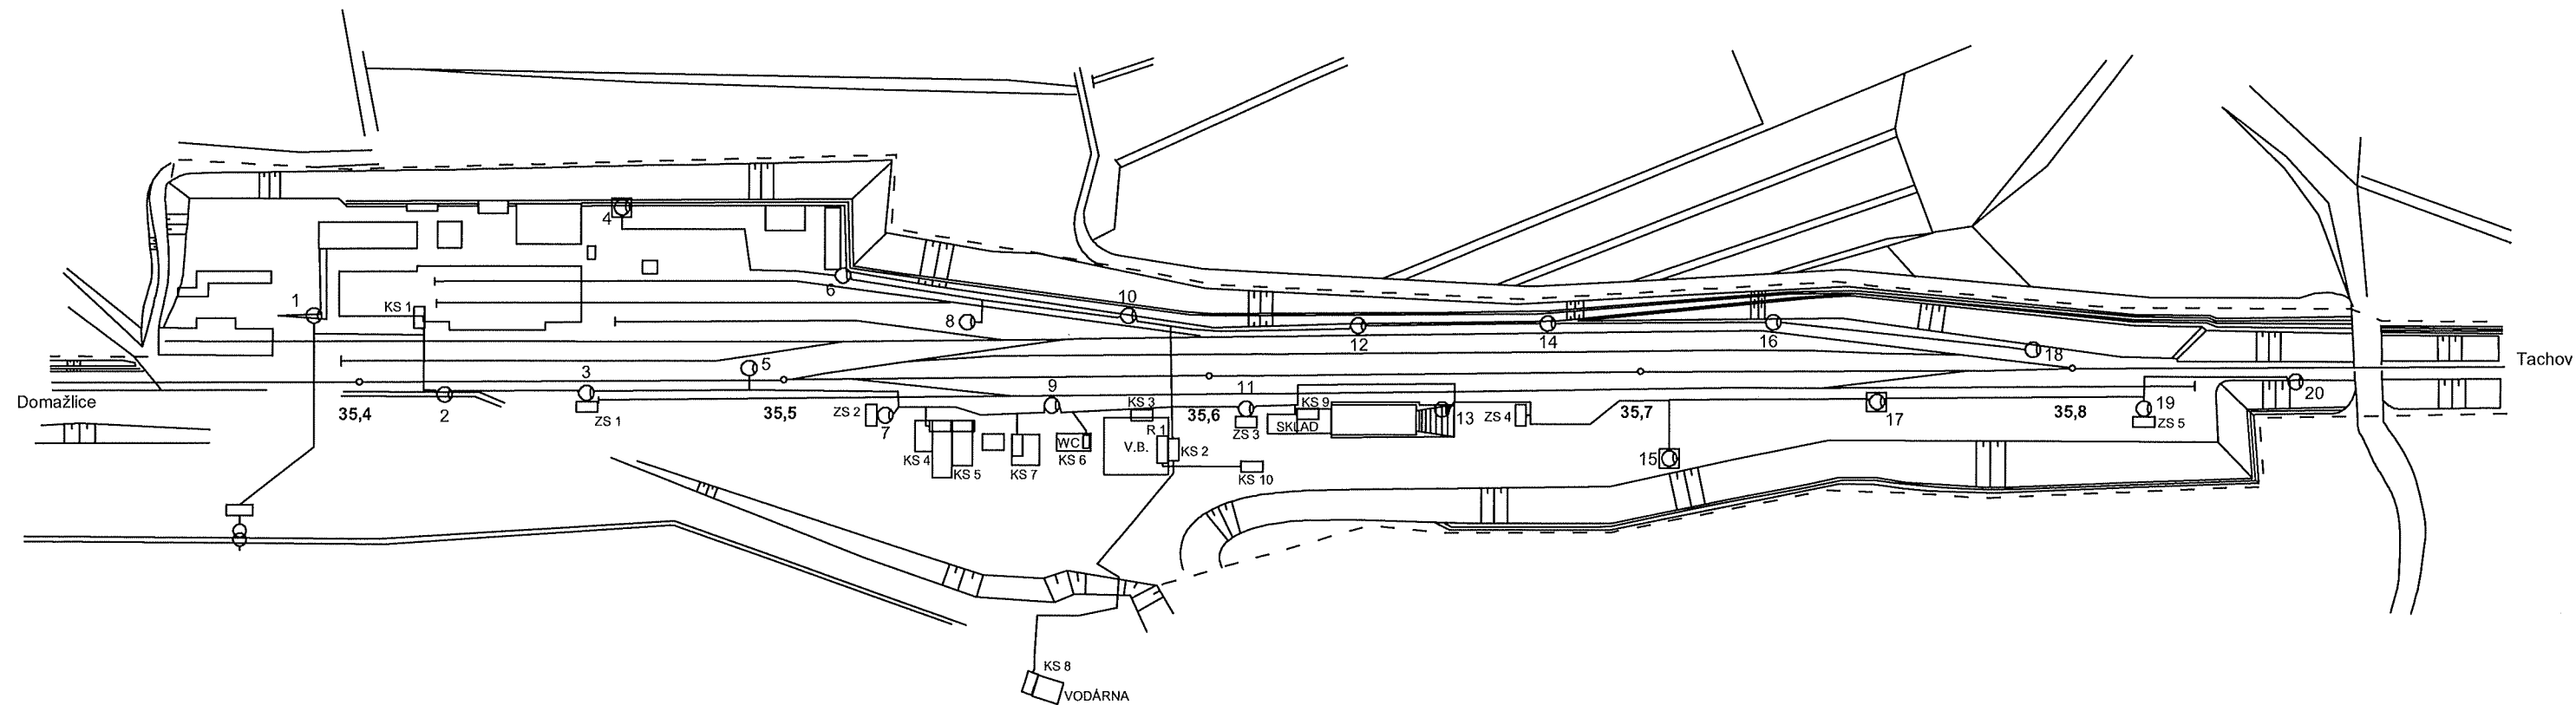 4
1
KS 1
6
8
10
12
14
16
18
Tachov
Domažlice
35,4
2
3
ZS 1
5
35,5
ZS 2
7
9
KS 3
35,6
11
ZS 3
KS 9
SKLAD
13
ZS 4
35,7
17
35,8
19
ZS 5
20
KS 4
KS 5
KS 7
WC
KS 6
V.B.
R 1
KS 2
KS 10
15
KS 8
VODÁRNA